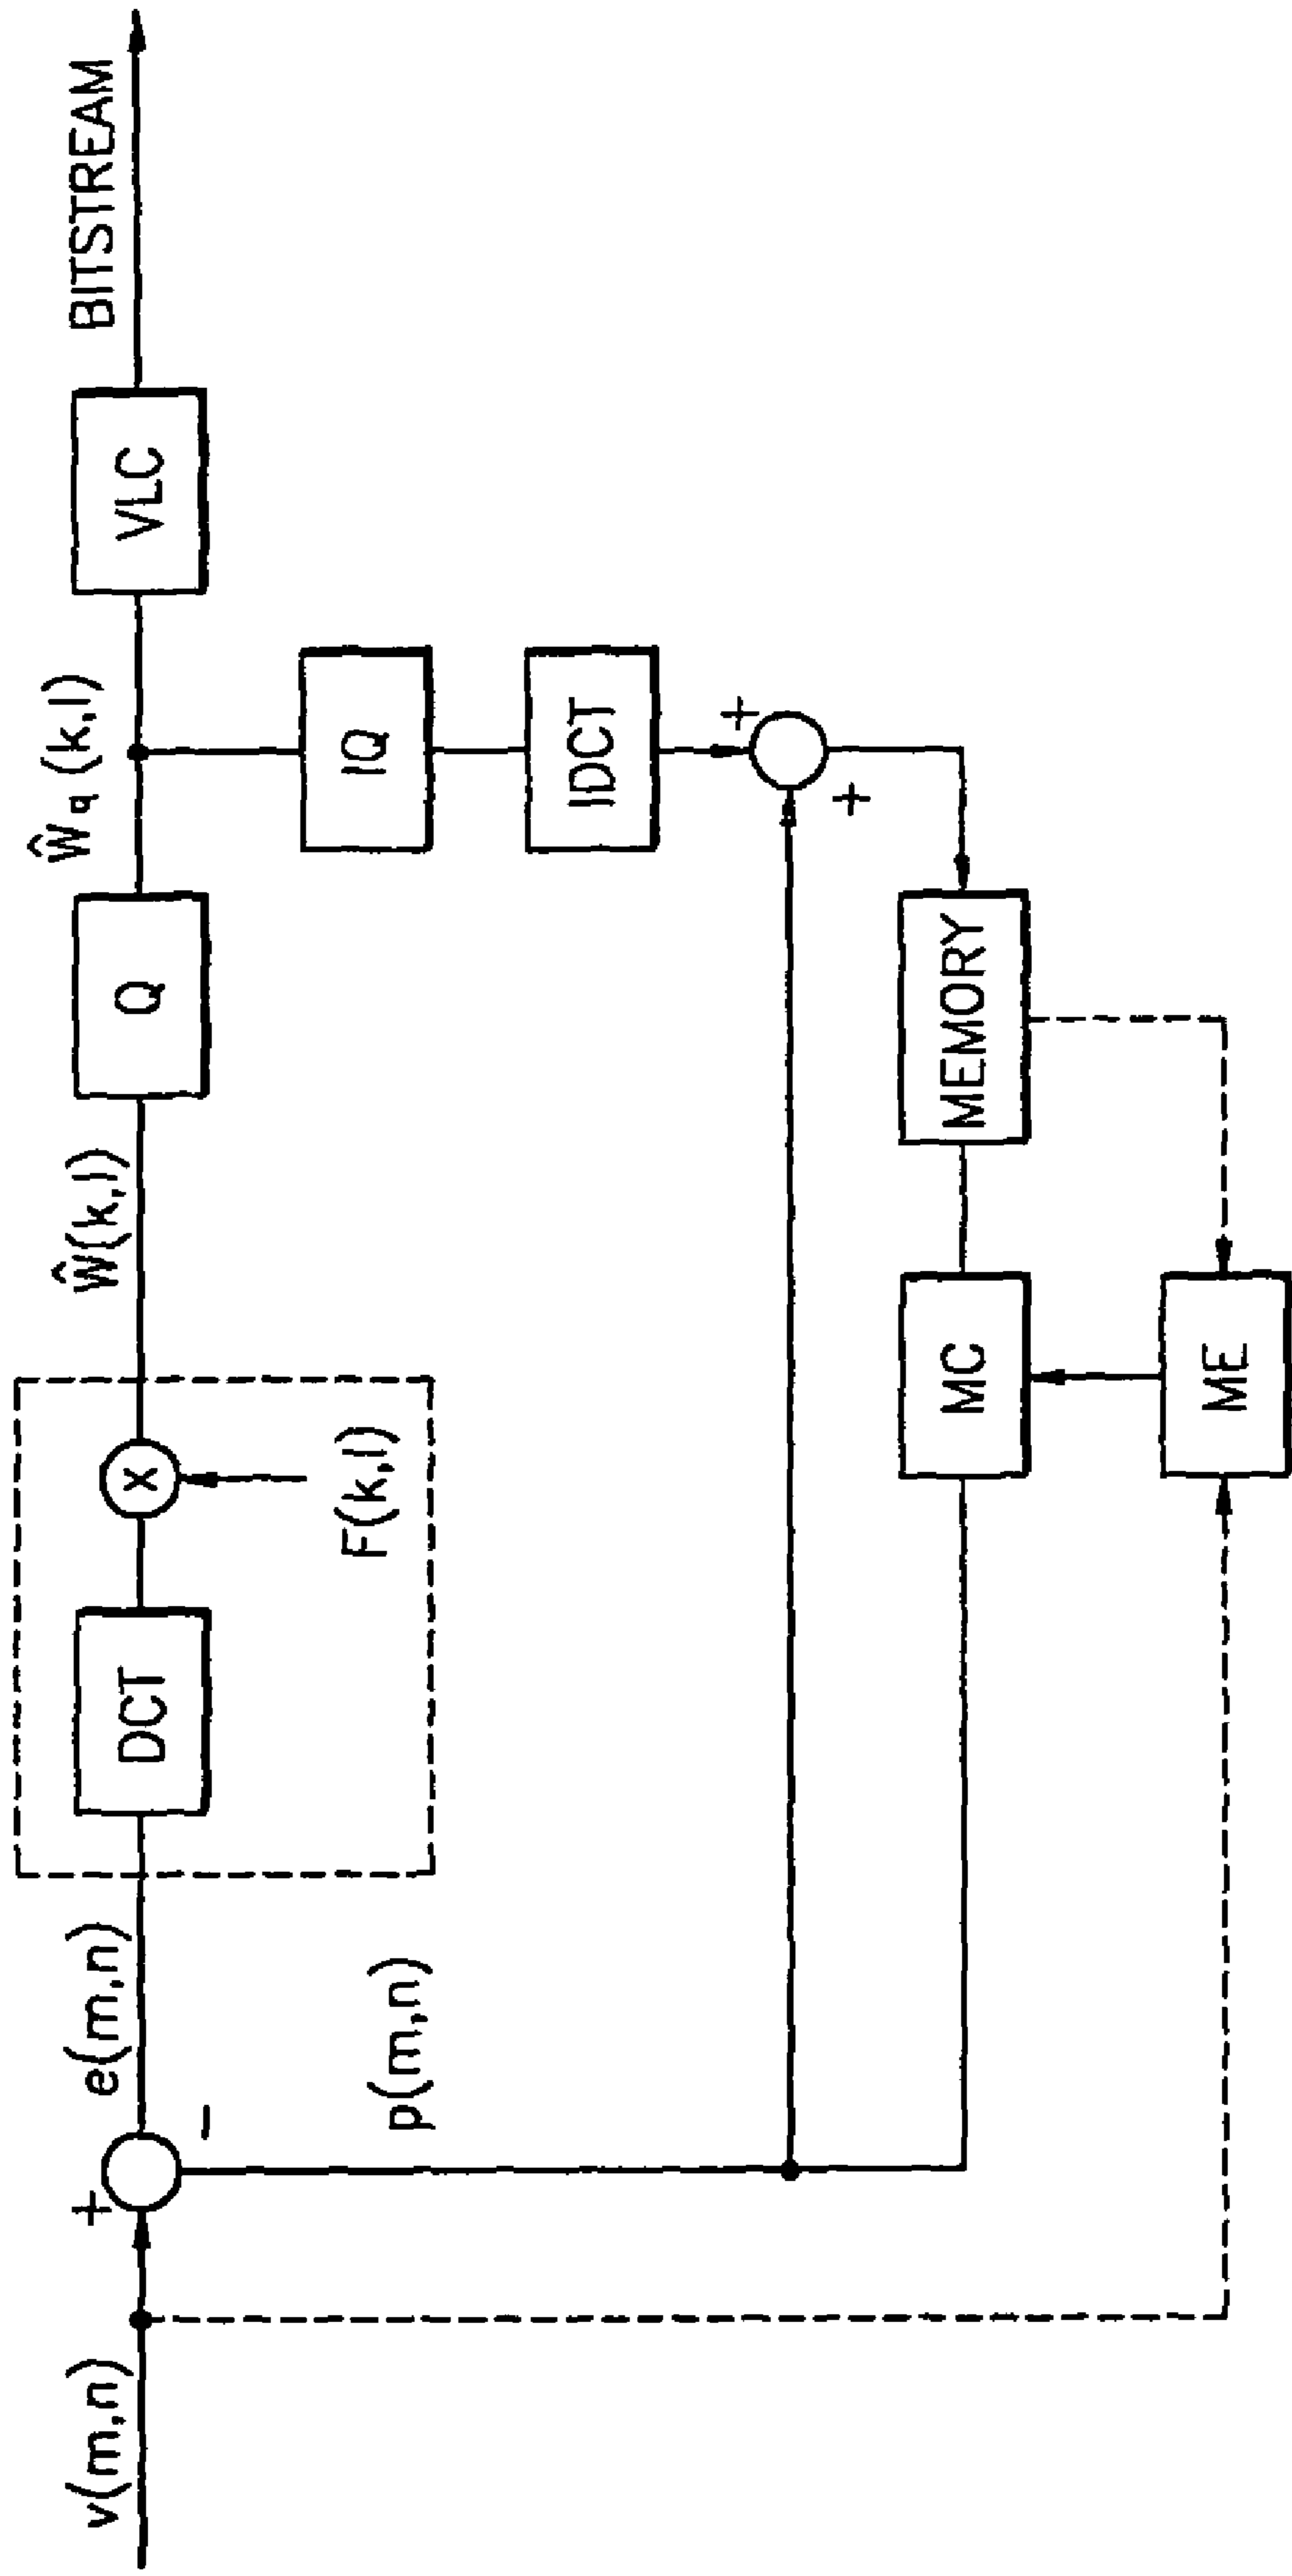 v(m,n)
+
−
e(m,n)
p(m,n)
DCT
X
F(k,l)
Ŵ(k,l)
Q
Ŵq(k,l)
VLC
BITSTREAM
IQ
IDCT
+
+
MEMORY
MC
ME